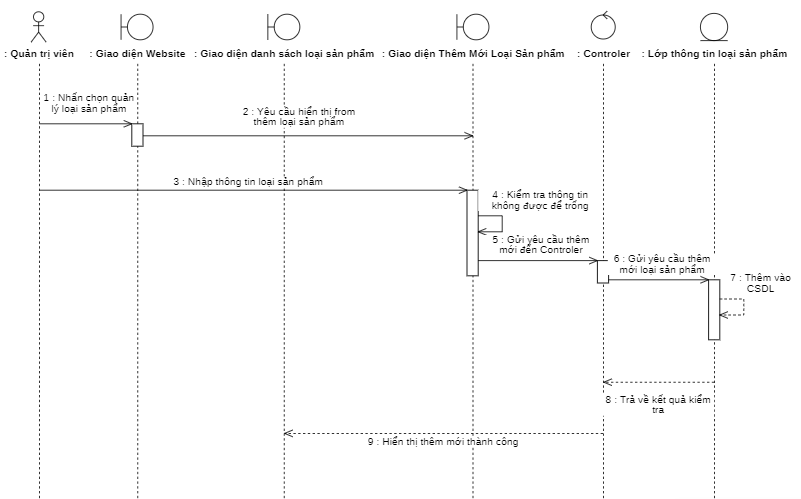 : Quản trị viên : Giao diện Website : Giao diện danh sách loại sản phẩm : Giao diện Thêm Mới Loại Sản phẩm : Controler : Lớp thông tin loại sản phẩm
1 : Nhấn chọn quản
lý loại sản phẩm
2 : Yêu cầu hiển thị from
thêm loại sản phẩm
3 : Nhập thông tin loại sản phẩm
4 : Kiểm tra thông tin
không được để trống
5 : Gửi yêu cầu thêm
mới đến Controler
6 : Gửi yêu cầu thêm
mới loại sản phẩm
7 : Thêm vào
CSDL
8 : Trả về kết quả kiểm
tra
9 : Hiển thị thêm mới thành công